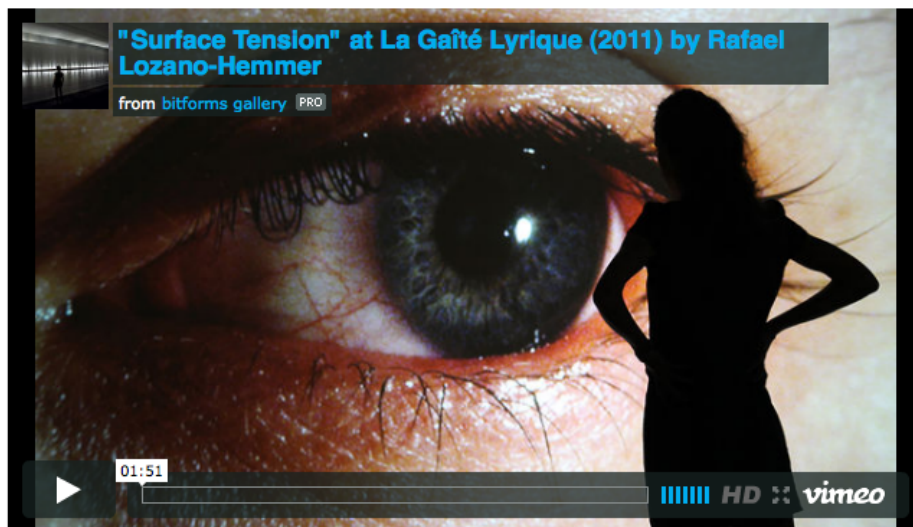 "Surface Tension" at La Gaîté Lyrique (2011) by Rafael
Lozano-Hemmer
from bitforms gallery PRO
01:51
HD vimeo